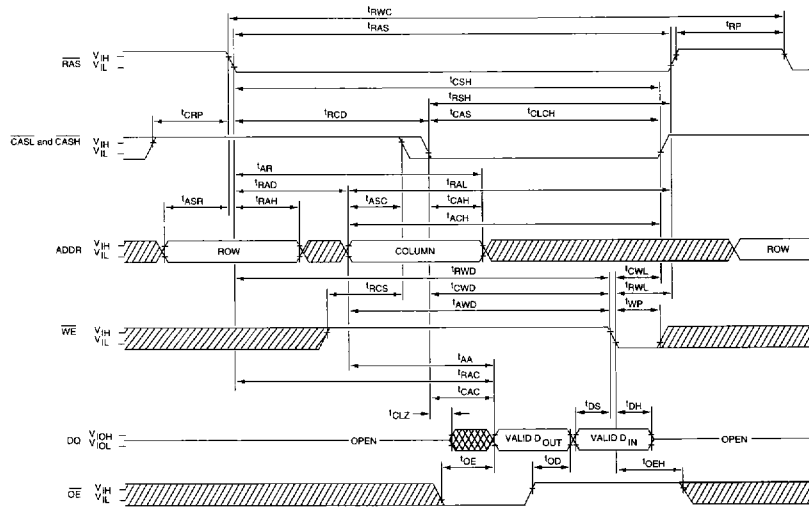 tRWC
tRAS
tRP
RAS VIH
VIL
tCSH
tRSH
tCRP
tRCD
tCAS
tCLCH
CASL and CASH VIH
VIL
tAR
tRAD
tRAL
tASR
tRAH
tASC
tCAH
tACH
ADDR VIH
VIL
ROW
COLUMN
ROW
tRWD
tCWL
tRCS
tCWD
tRWL
tAWD
tWP
WE VIH
VIL
tAA
tRAC
tCAC
tCLZ
tDS
tDH
DQ VIOH
VIOL
OPEN
VALID DOUT
VALID DIN
OPEN
tOE
tOD
tOEH
OE VIH
VIL